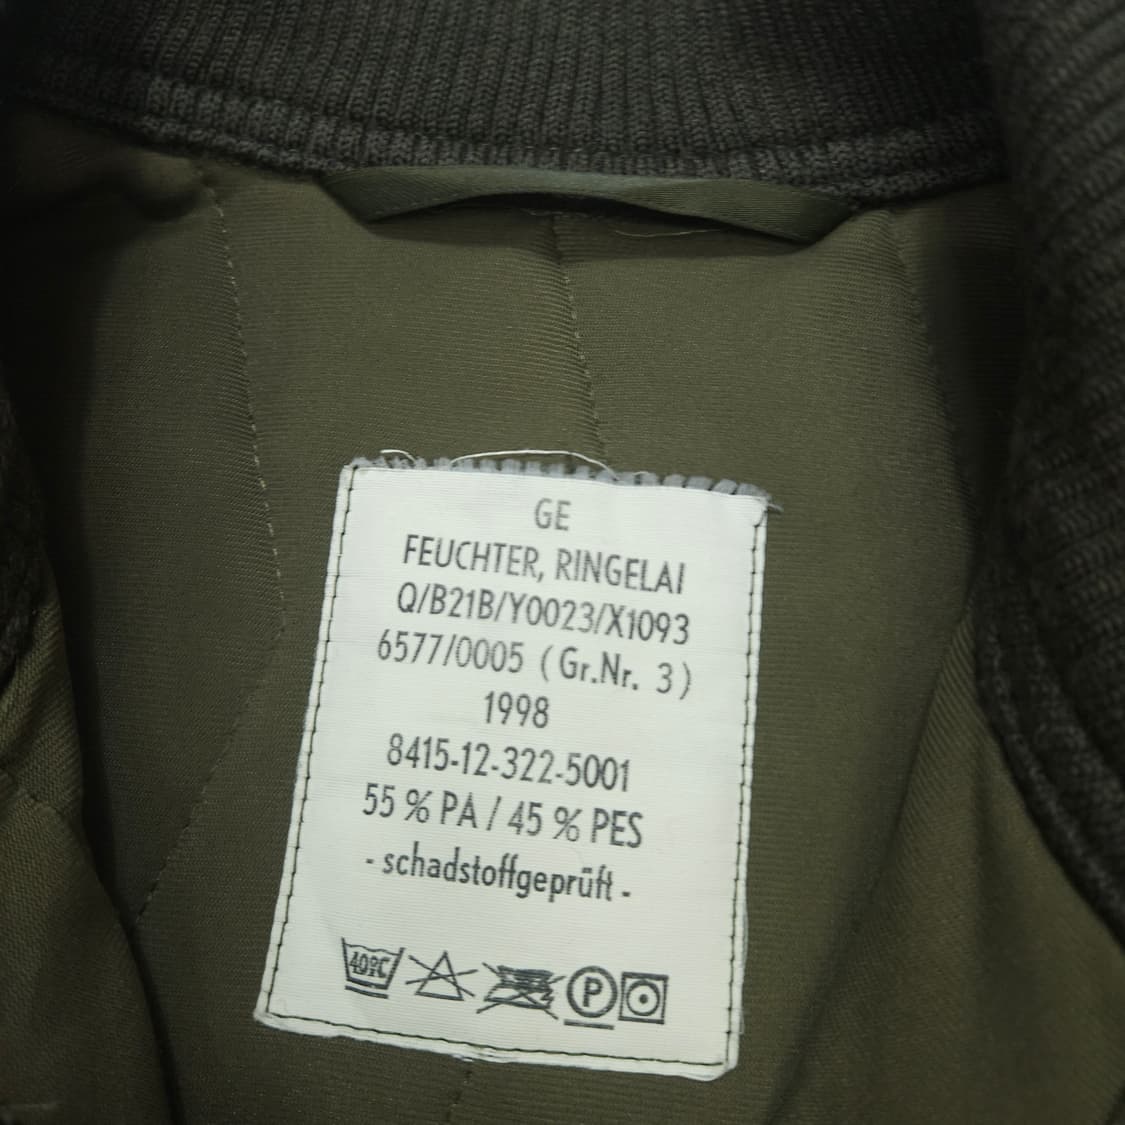 GE
FEUCHTER, RINGELAI
Q/B21B/Y0023/X1093
6577/0005 (Gr.Nr. 3)
1998
8415-12-322-5001
55 % PA / 45 % PES
- schadstoffgeprüft -
40°C P